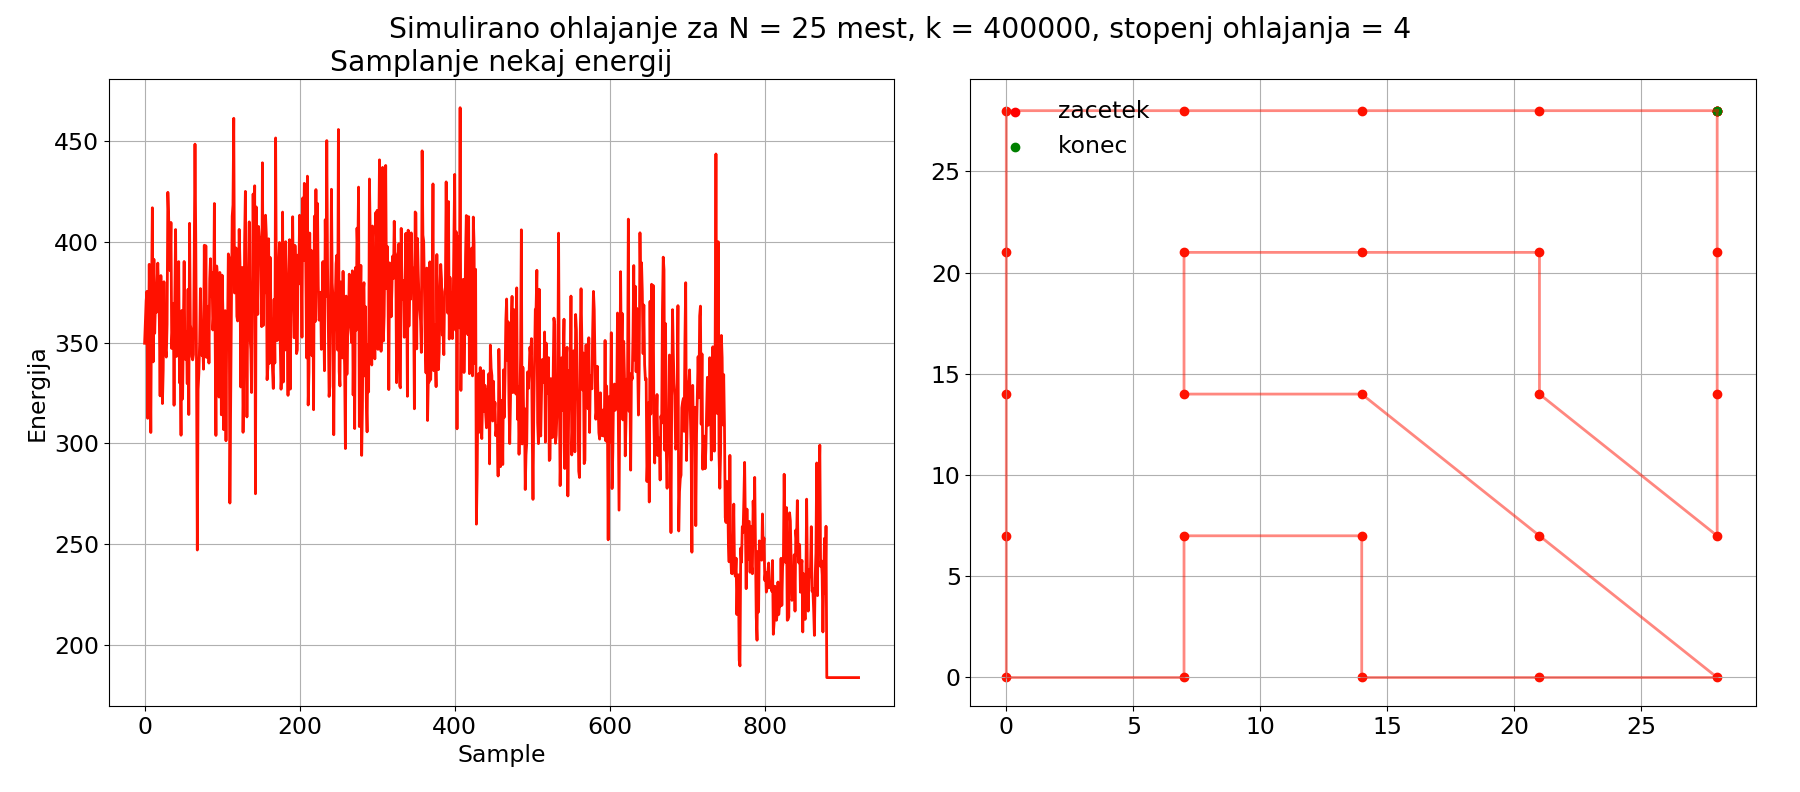 Simulirano ohlajanje za N = 25 mest, k = 400000, stopenj ohlajanja = 4
Samplanje nekaj energij
450
400
350
300
250
200
Energija
0 200 400 600 800
Sample
zacetek
konec
25
20
15
10
5
0
0 5 10 15 20 25